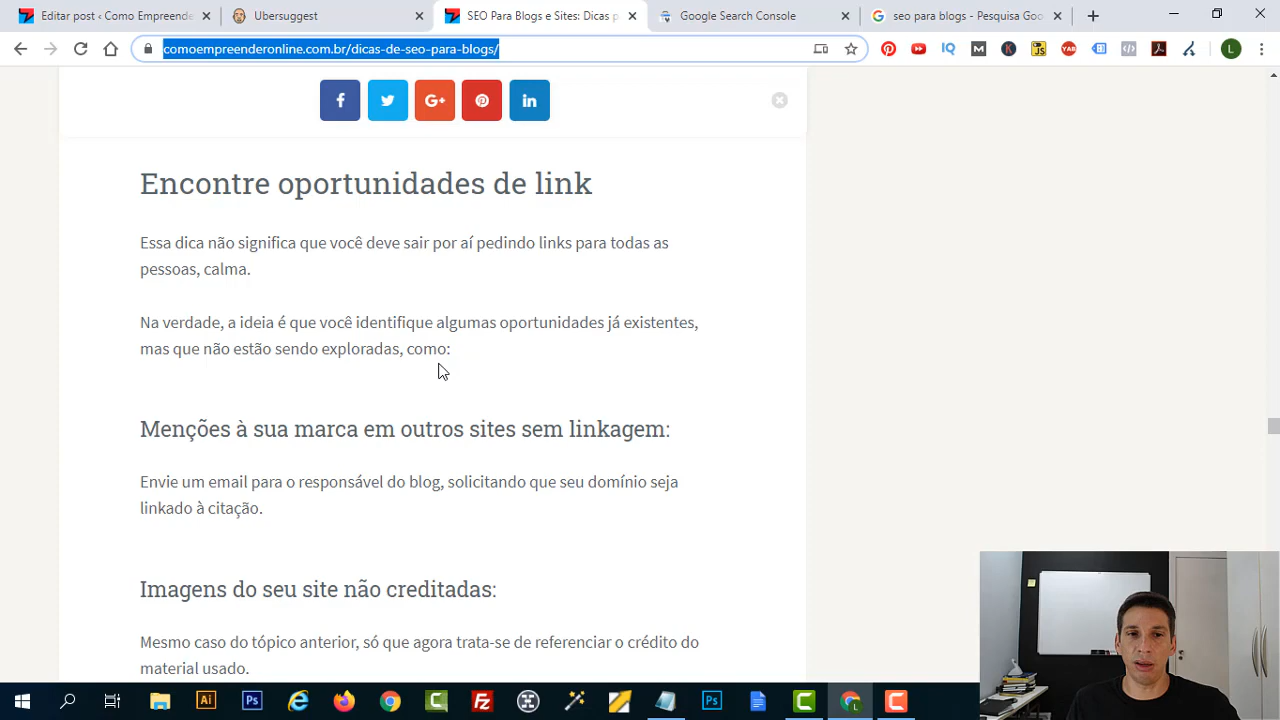 Editar post ‹ Como Empreende
Ubersuggest
SEO Para Blogs e Sites: Dicas p
Google Search Console
seo para blogs - Pesquisa Goo
comoempreenderonline.com.br/dicas-de-seo-para-blogs/
Encontre oportunidades de link
Essa dica não significa que você deve sair por aí pedindo links para todas as
pessoas, calma.
Na verdade, a ideia é que você identifique algumas oportunidades já existentes,
mas que não estão sendo exploradas, como:
Menções à sua marca em outros sites sem linkagem:
Envie um email para o responsável do blog, solicitando que seu domínio seja
linkado à citação.
Imagens do seu site não creditadas:
Mesmo caso do tópico anterior, só que agora trata-se de referenciar o crédito do
material usado.